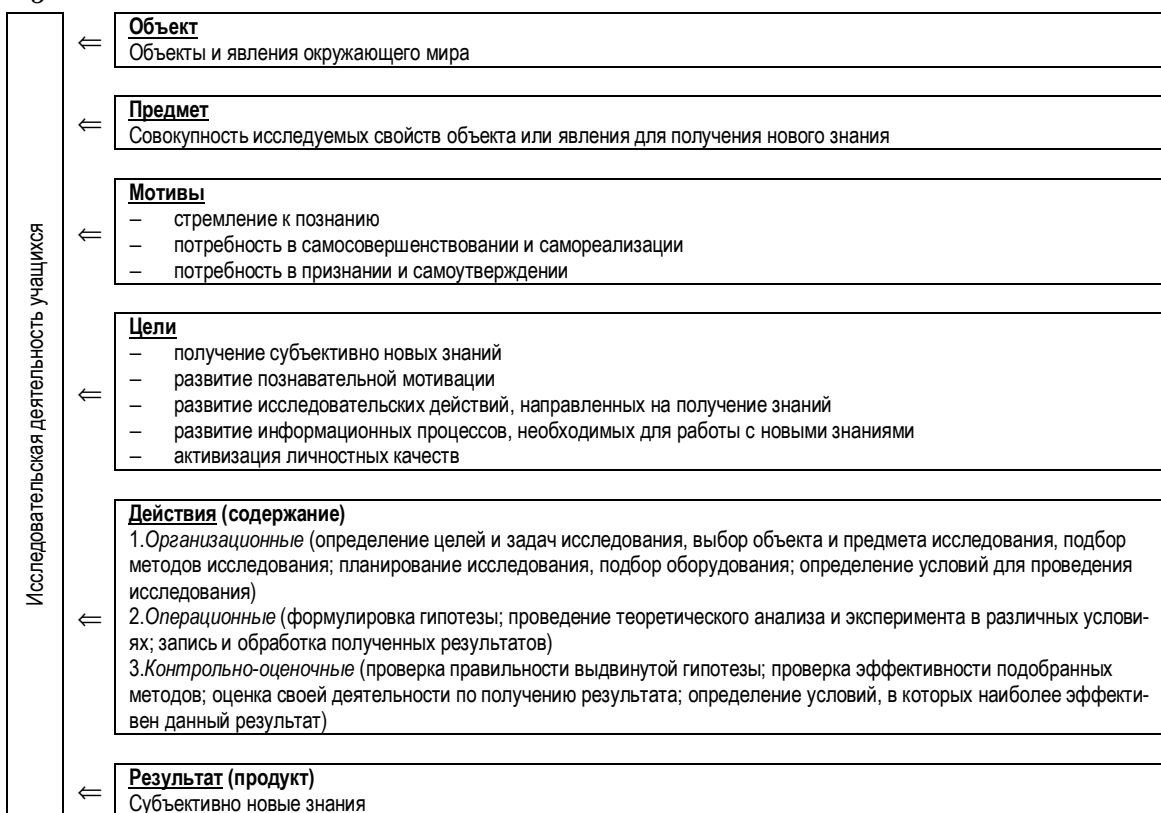 Исследовательская деятельность учащихся
⇐
Объект
Объекты и явления окружающего мира
⇐
Предмет
Совокупность исследуемых свойств объекта или явления для получения нового знания
⇐
Мотивы
– стремление к познанию
– потребность в самосовершенствовании и самореализации
– потребность в признании и самоутверждении
⇐
Цели
– получение субъективно новых знаний
– развитие познавательной мотивации
– развитие исследовательских действий, направленных на получение знаний
– развитие информационных процессов, необходимых для работы с новыми знаниями
– активизация личностных качеств
⇐
Действия (содержание)
1.Организационные (определение целей и задач исследования, выбор объекта и предмета исследования, подбор
методов исследования; планирование исследования, подбор оборудования; определение условий для проведения
исследования)
2.Операционные (формулировка гипотезы; проведение теоретического анализа и эксперимента в различных услови-
ях; запись и обработка полученных результатов)
3.Контрольно-оценочные (проверка правильности выдвинутой гипотезы; проверка эффективности подобранных
методов; оценка своей деятельности по получению результата; определение условий, в которых наиболее эффекти-
вен данный результат)
⇐
Результат (продукт)
Субъективно новые знания